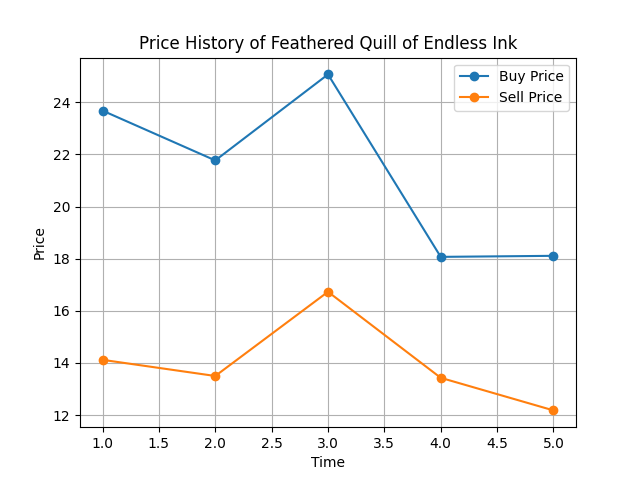 Price History of Feathered Quill of Endless Ink
Buy Price
Sell Price
24
22
20
18
16
14
12
Price
1.0 1.5 2.0 2.5 3.0 3.5 4.0 4.5 5.0
Time